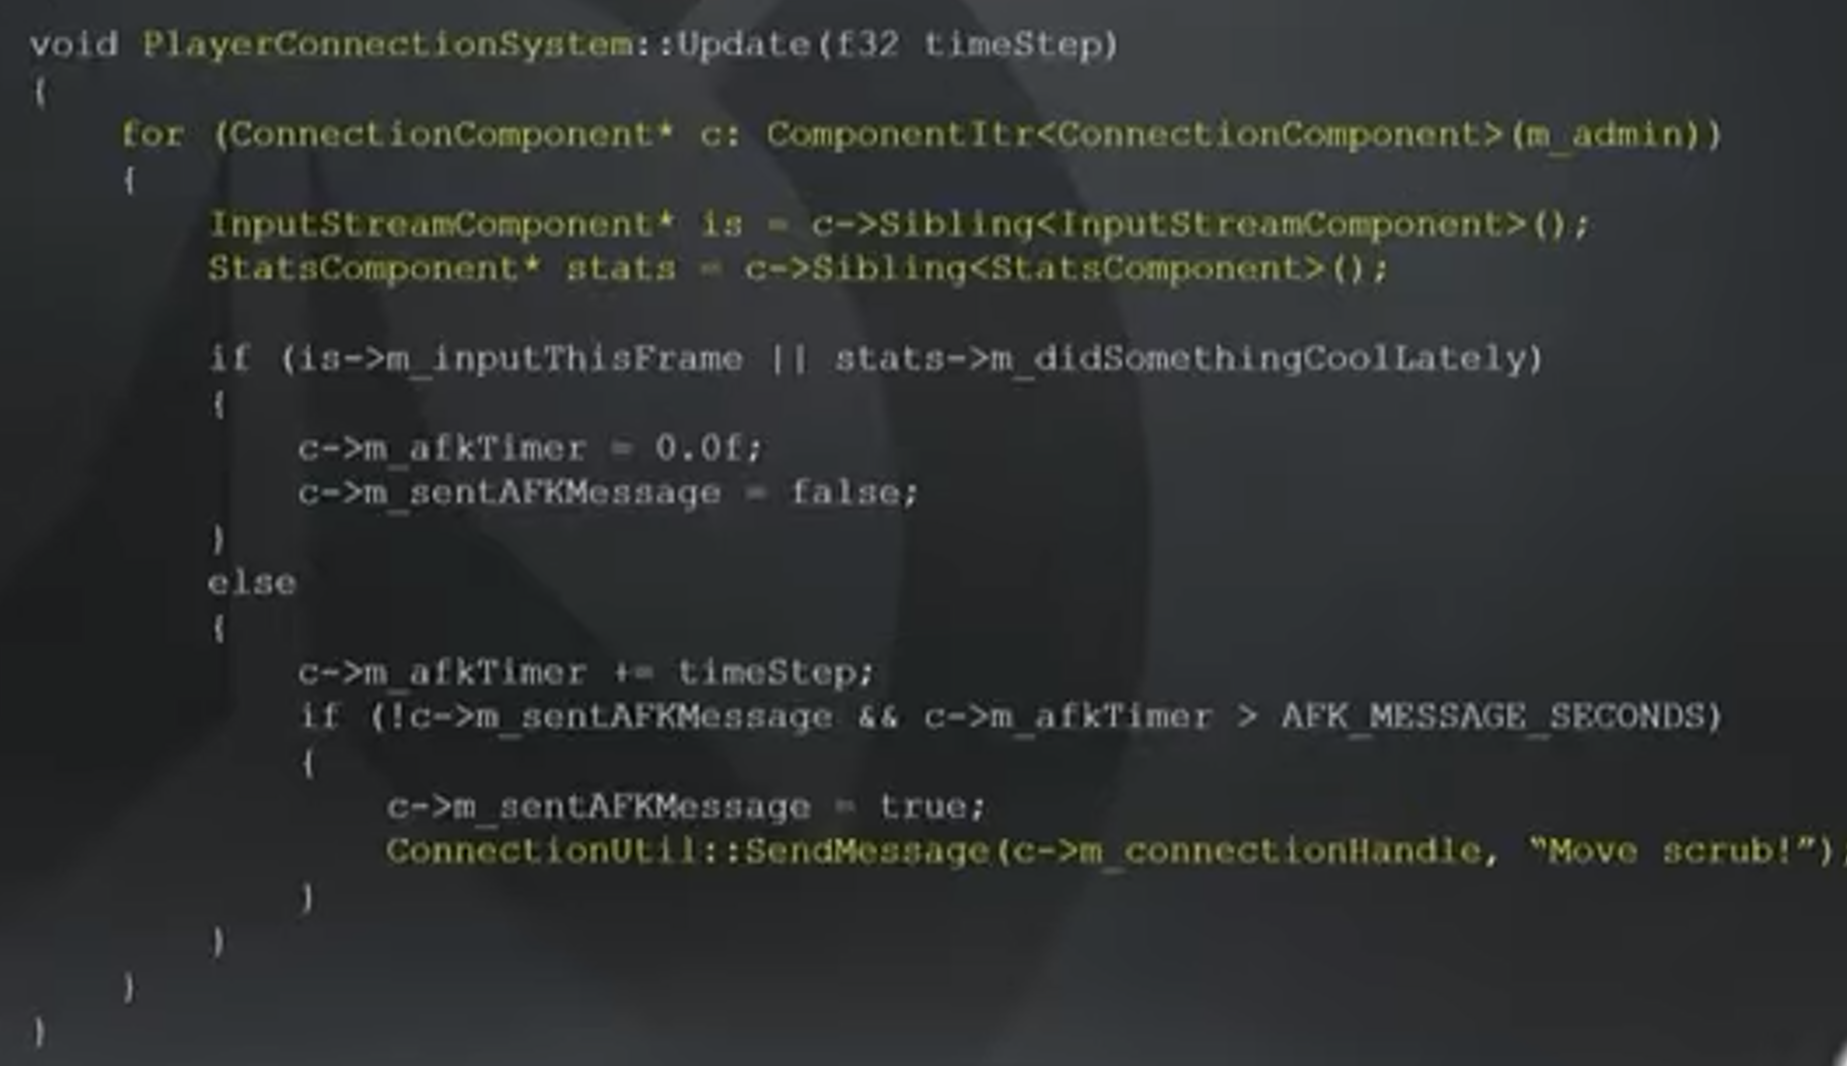 void PlayerConnectionSystem::Update(f32 timeStep)
{
    for (ConnectionComponent* c: ComponentItr<ConnectionComponent>(m_admin))
    {
        InputStreamComponent* is = c->Sibling<InputStreamComponent>();
        StatsComponent* stats = c->Sibling<StatsComponent>();

        if (is->m_inputThisFrame || stats->m_didSomethingCoolLately)
        {
            c->m_afkTimer = 0.0f;
            c->m_sentAFKMessage = false;
        }
        else
        {
            c->m_afkTimer += timeStep;
            if (!c->m_sentAFKMessage && c->m_afkTimer > AFK_MESSAGE_SECONDS)
            {
                c->m_sentAFKMessage = true;
                ConnectionUtil::SendMessage(c->m_connectionHandle, “Move scrub!”);
            }
        }
    }
}